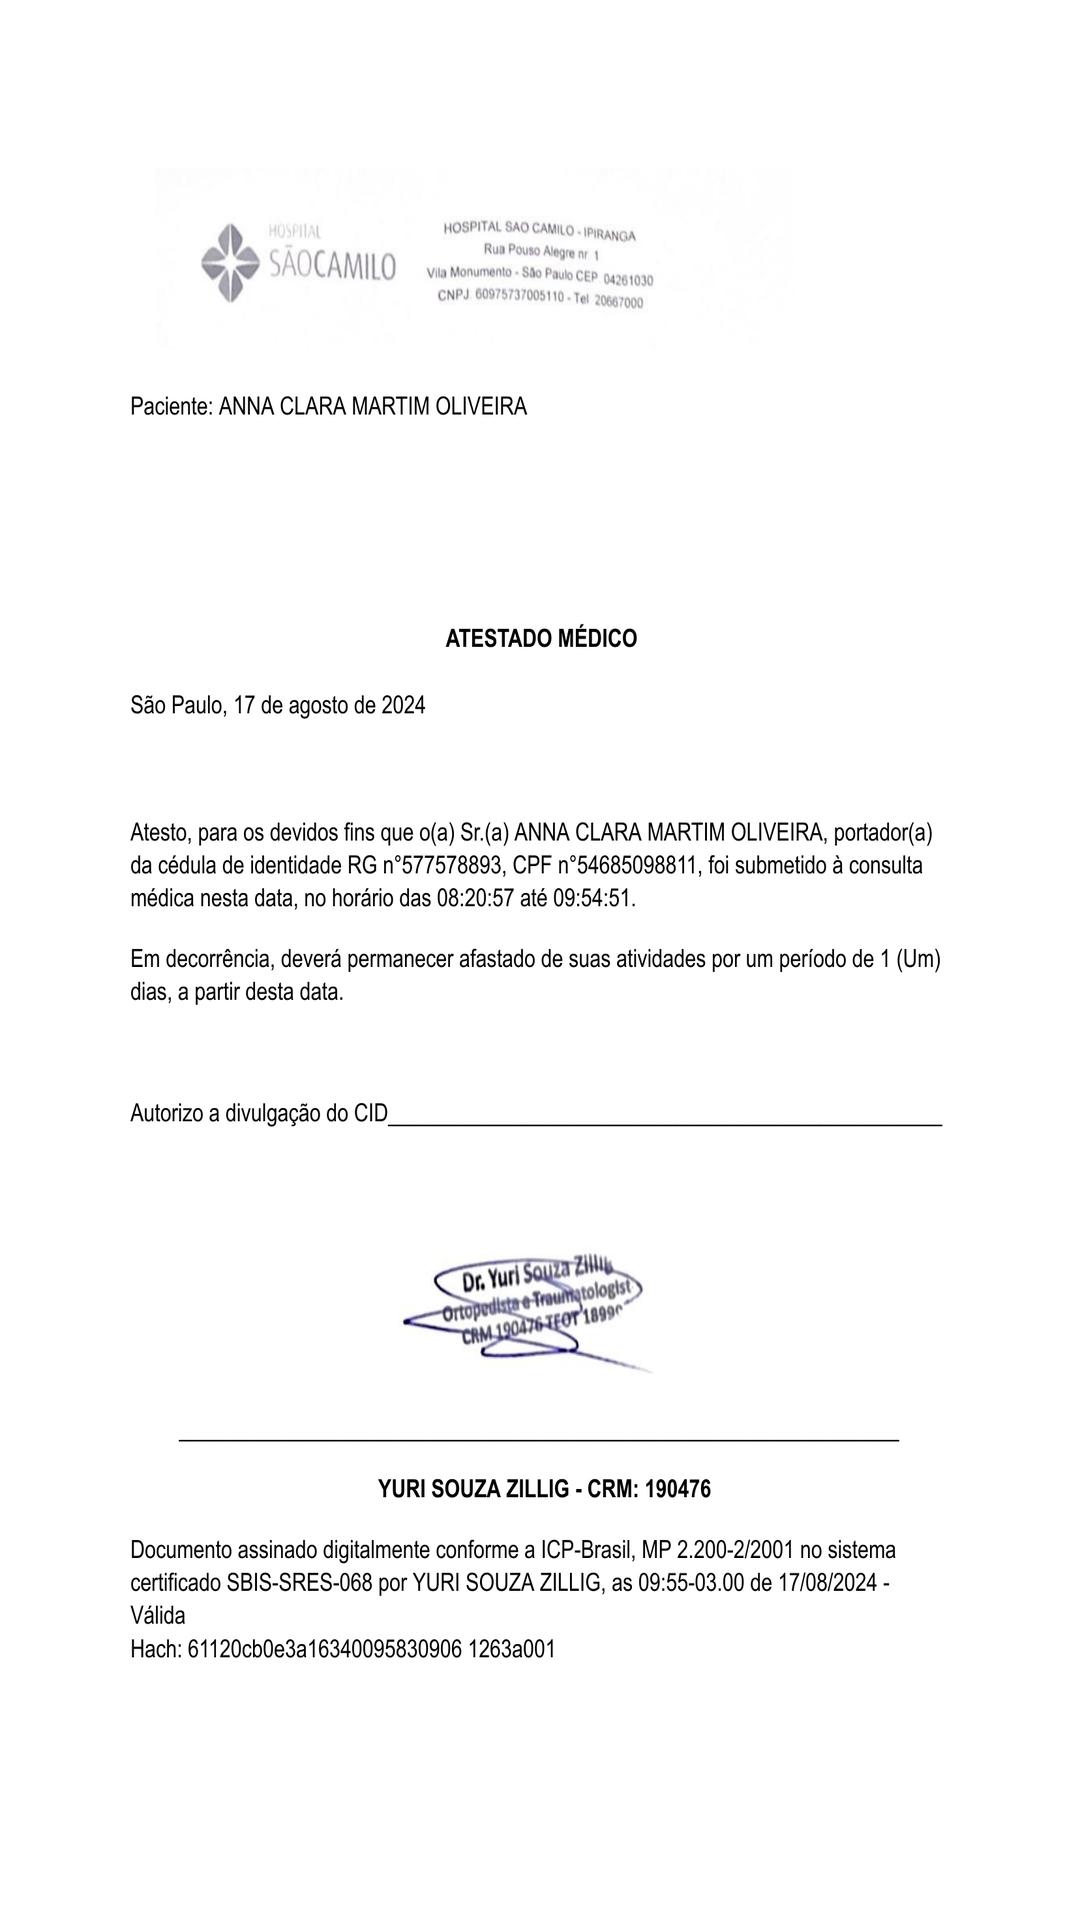 HOSPITAL
SÃOCAMILO
HOSPITAL SAO CAMILO - IPIRANGA
Rua Pouso Alegre nr. 1
Vila Monumento - São Paulo CEP 04261030
CNPJ. 60975737005110 - Tel 20667000
Paciente: ANNA CLARA MARTIM OLIVEIRA
ATESTADO MÉDICO
São Paulo, 17 de agosto de 2024
Atesto, para os devidos fins que o(a) Sr.(a) ANNA CLARA MARTIM OLIVEIRA, portador(a)
da cédula de identidade RG n°577578893, CPF n°54685098811, foi submetido à consulta
médica nesta data, no horário das 08:20:57 até 09:54:51.
Em decorrência, deverá permanecer afastado de suas atividades por um período de 1 (Um)
dias, a partir desta data.
Autorizo a divulgação do CID
Dr. Yuri Souza Zillig
Ortopedista e Traumatologist
CRM 190476 TEOT
YURI SOUZA ZILLIG - CRM: 190476
Documento assinado digitalmente conforme a ICP-Brasil, MP 2.200-2/2001 no sistema
certificado SBIS-SRES-068 por YURI SOUZA ZILLIG, as 09:55-03.00 de 17/08/2024 -
Válida
Hach: 61120cb0e3a16340095830906 1263a001